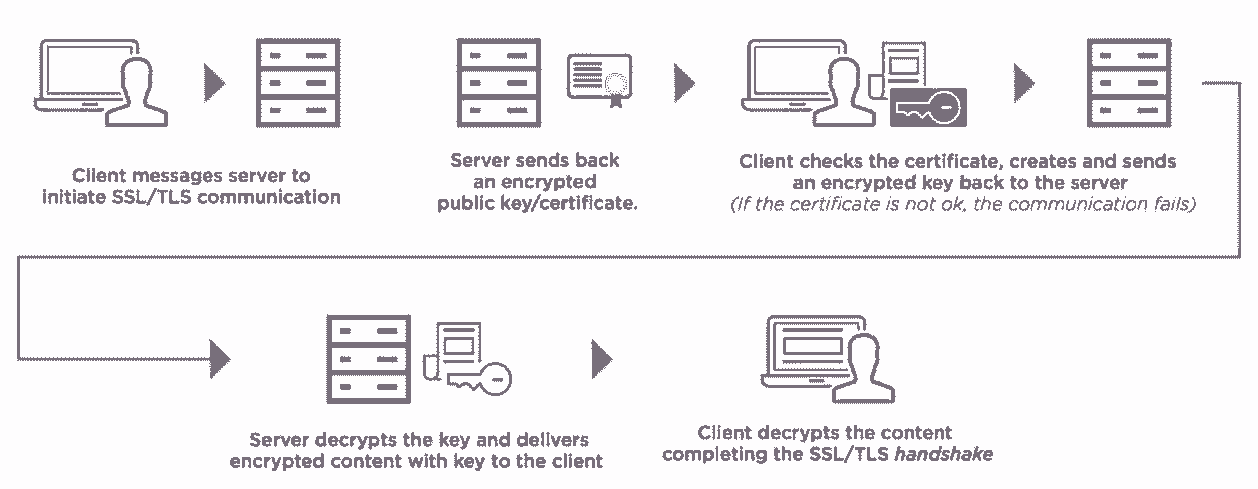 Client messages server to
initiate SSL/TLS communication
Server sends back
an encrypted
public key/certificate.
Client checks the certificate, creates and sends
an encrypted key back to the server
(If the certificate is not ok, the communication fails)
Server decrypts the key and delivers
encrypted content with key to the client
Client decrypts the content
completing the SSL/TLS handshake